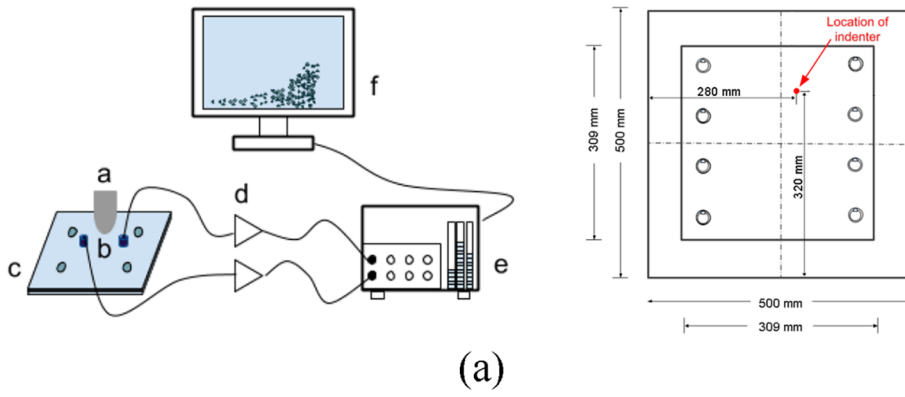 a
b
c
d
e
f
Location of
indenter
280 mm
320 mm
309 mm
500 mm
500 mm
309 mm
(a)